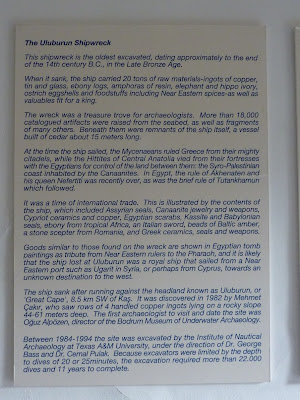 The Uluburun Shipwreck
This shipwreck is the oldest excavated, dating approximately to the
end of the 14th century B.C., in the Late Bronze Age.
When it sank, the ship carried 20 tons of raw materials-ingots of copper,
tin and glass, ebony logs, amphoras of resin, elephant and hippo ivory,
ostrich eggshells and foodstuffs including Near Eastern spices-as well as
valuables fit for a king.
The wreck was a treasure trove for archaeologists. More than 18,000
catalogued artifacts were raised from the seabed, as well as fragments
of many others. Beneath them were remnants of the ship itself, a vessel
built of cedar about 15 meters long.
At the time the ship sailed, the Mycenaeans ruled Greece from their mighty
citadels, while the Hittites of Central Anatolia vied from their fortresses
with the Egyptians for control of the land between them: the Syro-Palestinian
coast inhabited by the Canaanites. In Egypt, the rule of Akhenaten and
his queen Nefertiti was recently over, as was the brief rule of Tutankhamun
which followed.
It was a time of international trade. This is illustrated by the contents of
the ship, which included Assyrian seals, Canaanite jewelry and weapons,
Cypriot ceramics and copper, Egyptian scarabs, Kassite and Babylonian
seals, ebony from tropical Africa, an Italian sword, beads of Baltic amber,
a stone scepter from Romania, and Greek ceramics, seals and weapons.
Goods similar to those found on the wreck are shown in Egyptian tomb
paintings as tribute from Near Eastern rulers to the Pharaoh, and it is likely
that the ship lost at Uluburun was a royal ship that sailed from a Near
Eastern port such as Ugarit in Syria, or perhaps from Cyprus, towards an
unknown destination to the west.
The ship sank after running against the headland known as Uluburun, or
'Great Cape', 8.5 km SW of Kaş. It was discovered in 1982 by Mehmet
Çakır, who saw rows of 4 handled copper ingots lying on a rocky slope
44-61 meters deep. The first archaeologist to visit and date the site was
Oğuz Alpözen, director of the Bodrum Museum of Underwater Archaeology.
Between 1984-1994 the site was excavated by the Institute of Nautical
Archaeology at Texas A&M University, under the direction of Dr. George
Bass and Dr. Cemal Pulak. Because excavators were limited by the depth
to dives of 20 or 25minutes, the excavation required more than 22.000
dives and 11 years to complete.